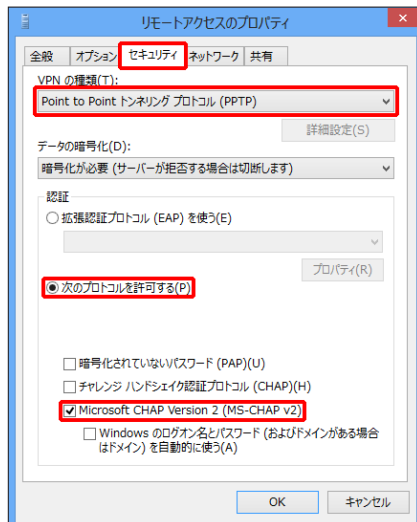 リモートアクセスのプロパティ
全般 オプション セキュリティ ネットワーク 共有
VPN の種類(T):
Point to Point トンネリング プロトコル (PPTP)
詳細設定(S)
データの暗号化(D):
暗号化が必要 (サーバーが拒否する場合は切断します)
認証
拡張認証プロトコル (EAP) を使う(E)
プロパティ(R)
次のプロトコルを許可する(P)
暗号化されていないパスワード (PAP)(U)
チャレンジ ハンドシェイク認証プロトコル (CHAP)(H)
Microsoft CHAP Version 2 (MS-CHAP v2)
Windows のログオン名とパスワード (およびドメインがある場合
はドメイン) を自動的に使う(A)
OK キャンセル